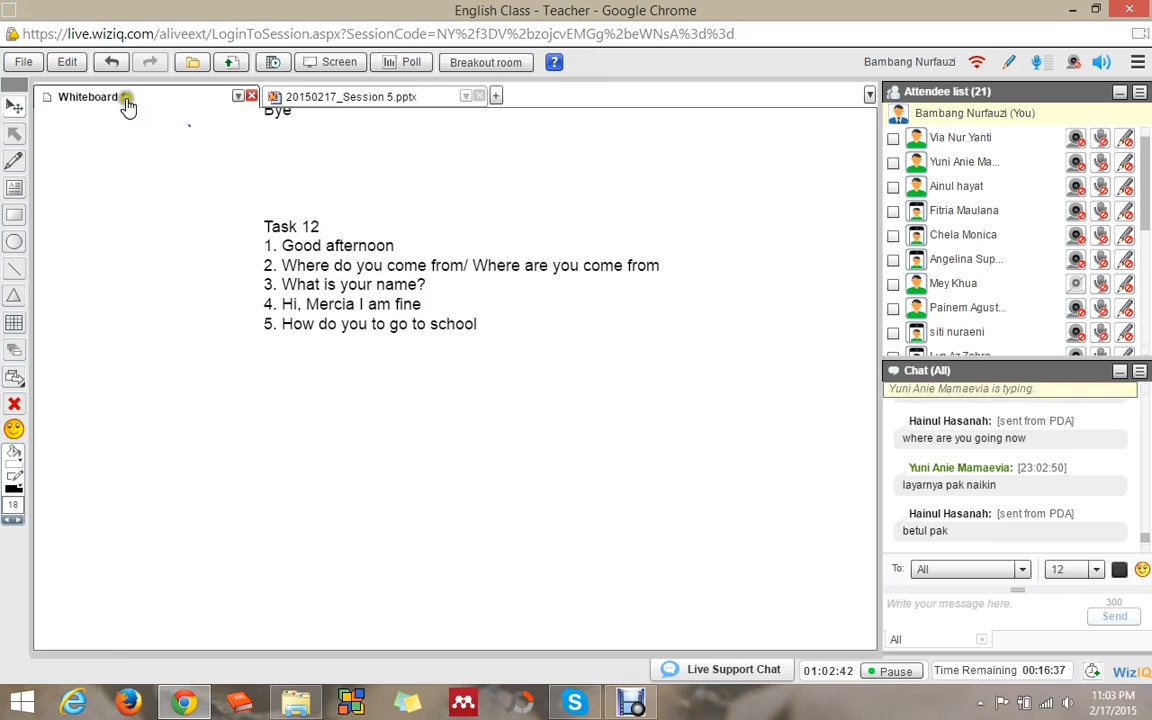 English Class - Teacher - Google Chrome
https://live.wiziq.com/aliveext/LoginToSession.aspx?SessionCode=NY%2f3DV%2bzojcvEMGg%2beWNsA%3d%3d
File Edit Screen Poll Breakout room ? Bambang Nurfauzi
Whiteboard 20150217_Session 5.pptx
Attendee list (21)
Bye
Bambang Nurfauzi (You)
Via Nur Yanti
Yuni Anie Ma...
Ainul hayat
Fitria Maulana
Chela Monica
Angelina Sup...
Mey Khua
Painem Agust...
siti nuraeni
Task 12
1. Good afternoon
2. Where do you come from/ Where are you come from
3. What is your name?
4. Hi, Mercia I am fine
5. How do you to go to school
Chat (All)
Yuni Anie Mamaevia is typing.
Hainul Hasanah: [sent from PDA]
where are you going now
Yuni Anie Mamaevia: [23:02:50]
layarnya pak naikin
Hainul Hasanah: [sent from PDA]
betul pak
To: All 12
Write your message here. 300
Send
All
18
Live Support Chat 01:02:42 Pause Time Remaining 00:16:37 WizIQ
11:03 PM
2/17/2015